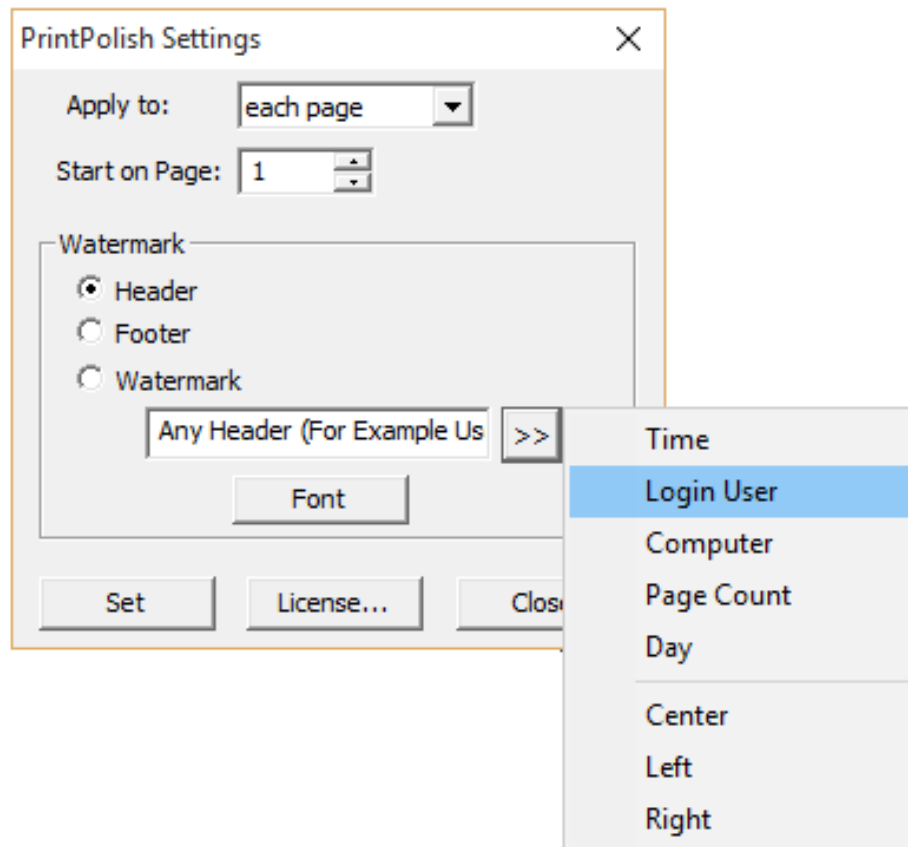 PrintPolish Settings
Apply to: each page
Start on Page: 1
Watermark
Header
Footer
Watermark
Any Header (For Example Us >>
Font
Set License... Clos
Time
Login User
Computer
Page Count
Day
Center
Left
Right